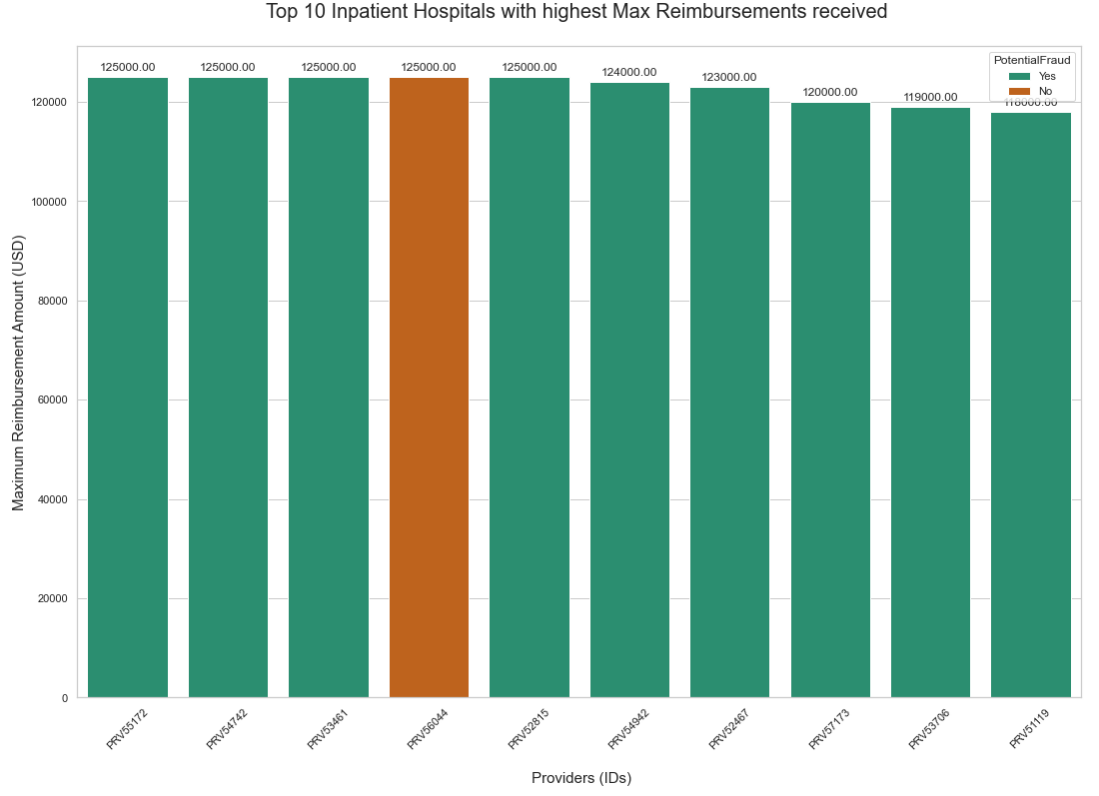 Top 10 Inpatient Hospitals with highest Max Reimbursements received
125000.00 125000.00 125000.00 125000.00 125000.00 124000.00 123000.00 120000.00 119000.00 118000.00
PotentialFraud
Yes
No
120000
100000
80000
60000
40000
20000
0
Maximum Reimbursement Amount (USD)
PRV55172 PRV54742 PRV53461 PRV56044 PRV52815 PRV54942 PRV52467 PRV57173 PRV53706 PRV51119
Providers (IDs)